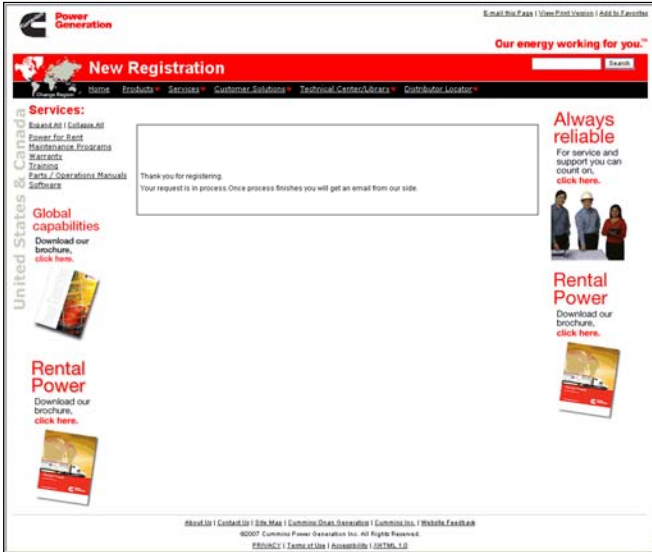 Power
Generation
E-mail this Page | View Print Version | Add to Favorites
Our energy working for you.™
New Registration
Search
Change Region
Home Products Services Customer Solutions Technical Center/Library Distributor Locator
United States & Canada
Services:
Expand All | Collapse All
Power for Rent
Maintenance Programs
Warranty
Training
Parts / Operations Manuals
Software
Global
capabilities
Download our
brochure,
click here.
Rental
Power
Download our
brochure,
click here.
Thank you for registering.
Your request is in process.Once process finishes you will get an email from our side.
Always
reliable
For service and
support you can
count on,
click here.
Rental
Power
Download our
brochure,
click here.
About Us | Contact Us | Site Map | Cummins Onan Generators | Cummins Inc. | Website Feedback
©2007 Cummins Power Generation Inc. All Rights Reserved.
PRIVACY | Terms of Use | Accessibility | XHTML 1.0